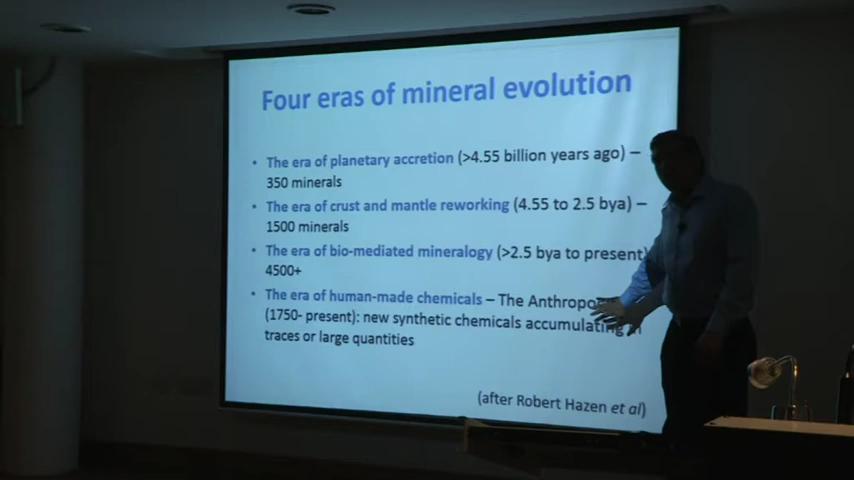 Four eras of mineral evolution
• The era of planetary accretion (>4.55 billion years ago) –
350 minerals
• The era of crust and mantle reworking (4.55 to 2.5 bya) –
1500 minerals
• The era of bio-mediated mineralogy (>2.5 bya to present)
4500+
• The era of human-made chemicals – The
(1750- present): new synthetic chemicals accumulating in
traces or large quantities
(after Robert Hazen et al)